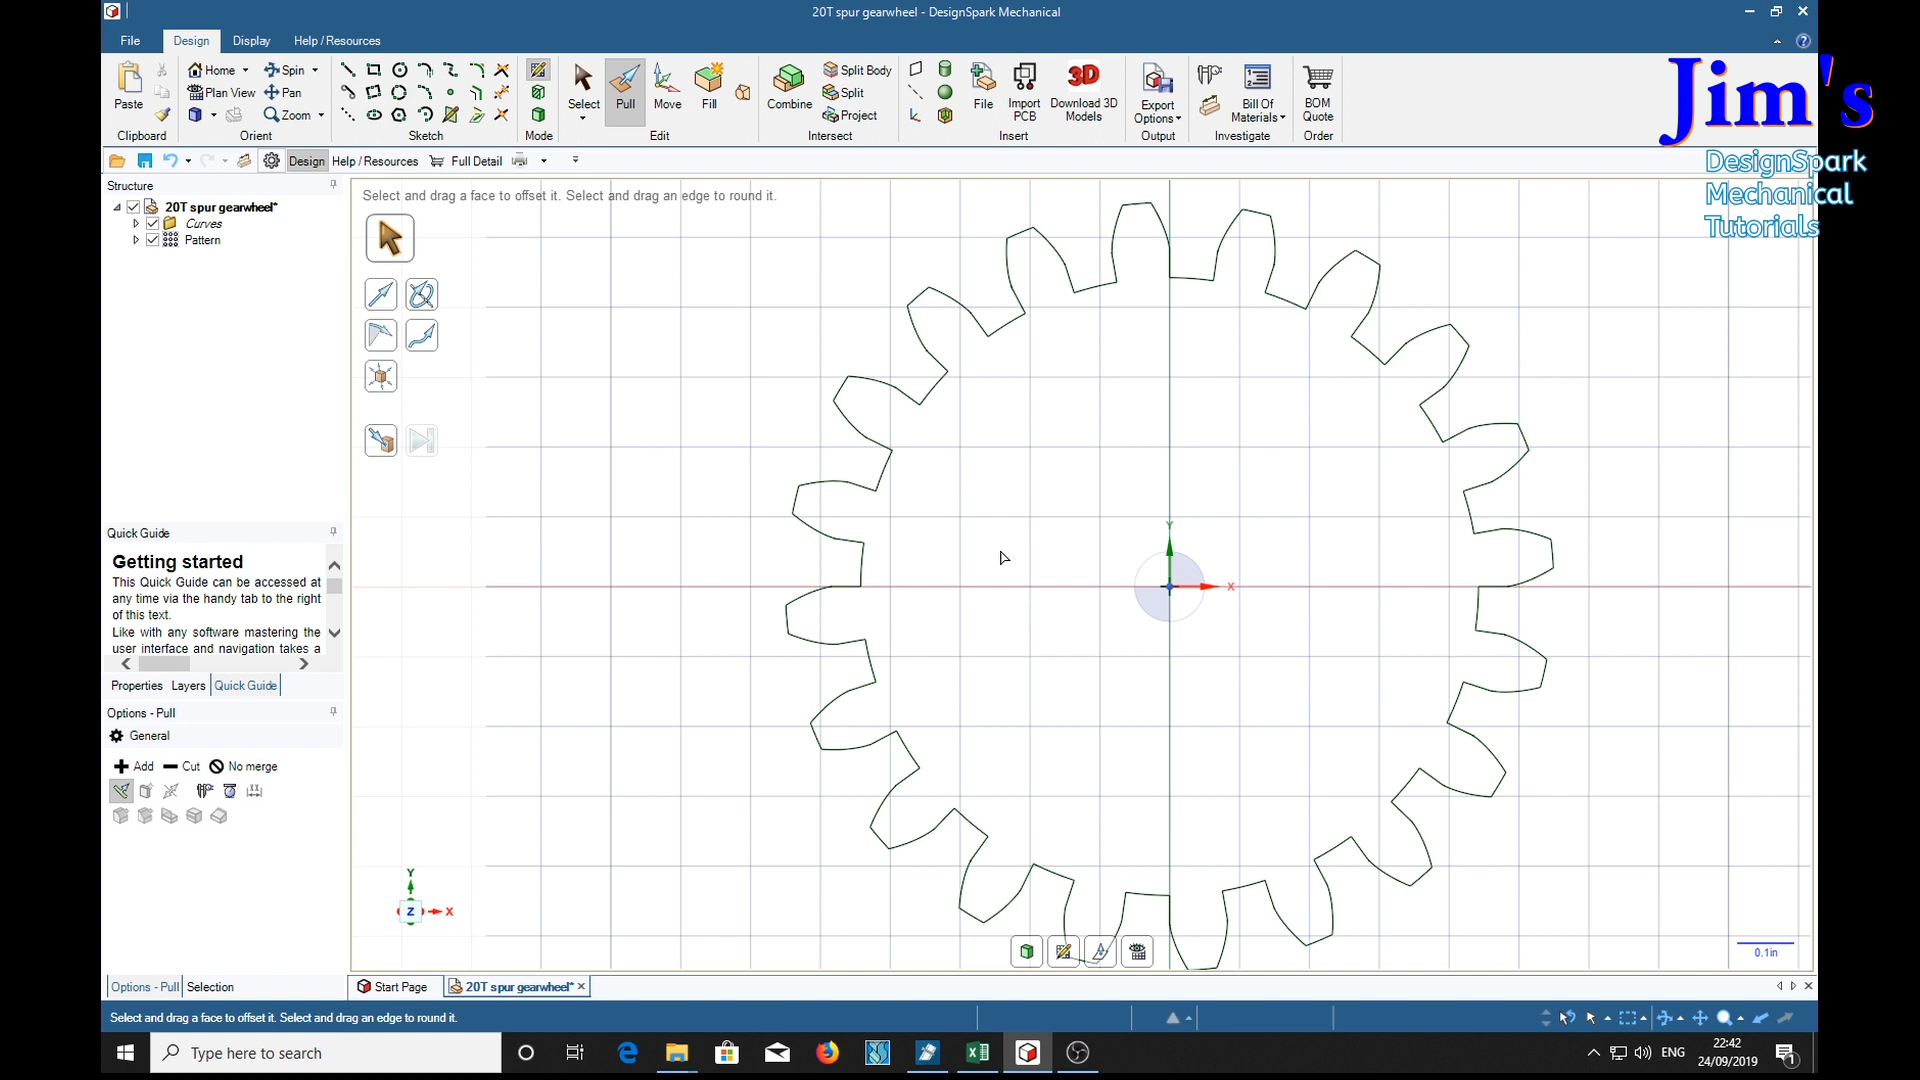 20T spur gearwheel - DesignSpark Mechanical
File Design Display Help / Resources
Jim's
DesignSpark
Mechanical
Tutorials
Paste
Home Spin
Plan View Pan
Zoom
Select Pull Move Fill
Combine
Split Body
Split
Project
File
Import
PCB
Download 3D
Models
Export
Options
Bill Of
Materials
BOM
Quote
Clipboard Orient Sketch Mode Edit Intersect Insert Output Investigate Order
Design Help / Resources Full Detail
Structure
20T spur gearwheel*
Curves
Pattern
Select and drag a face to offset it. Select and drag an edge to round it.
Y
X
Quick Guide
Getting started
This Quick Guide can be accessed at
any time via the handy tab to the right
of this text.
Like with any software mastering the
user interface and navigation takes a
Properties Layers Quick Guide
Options - Pull
General
Add Cut No merge
Y
Z X
0.1in
Options - Pull Selection
Start Page 20T spur gearwheel*
Select and drag a face to offset it. Select and drag an edge to round it.
Type here to search
ENG
22:42
24/09/2019
1